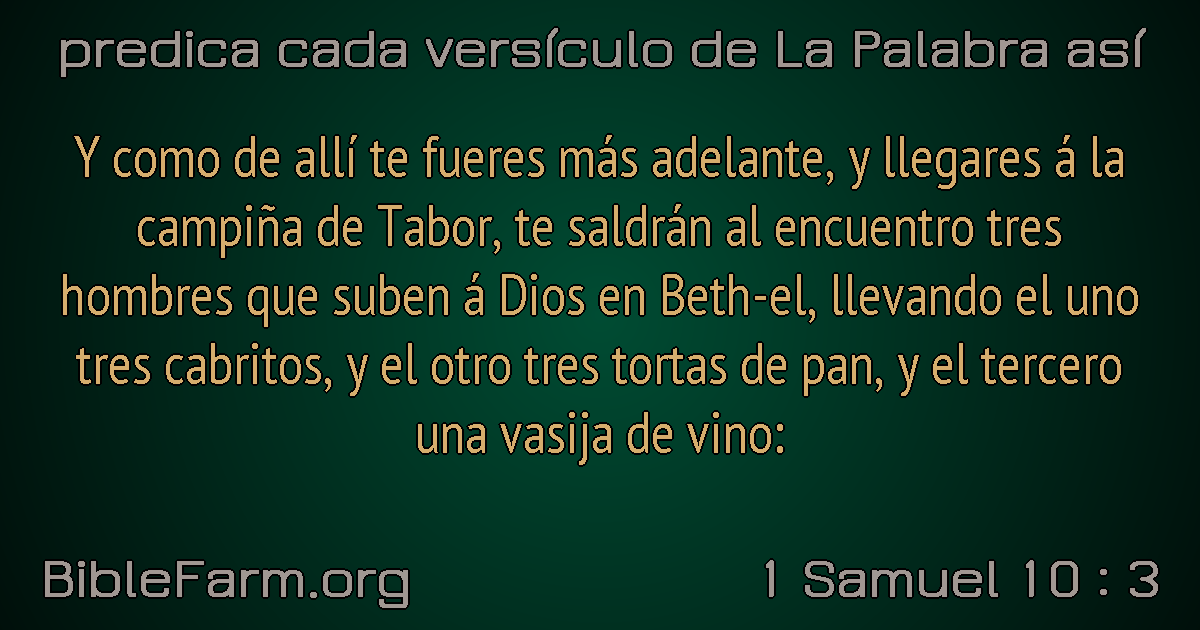 predica cada versículo de La Palabra así
Y como de allí te fueres más adelante, y llegares á la
campiña de Tabor, te saldrán al encuentro tres
hombres que suben á Dios en Beth-el, llevando el uno
tres cabritos, y el otro tres tortas de pan, y el tercero
una vasija de vino:
BibleFarm.org
1 Samuel 10 : 3